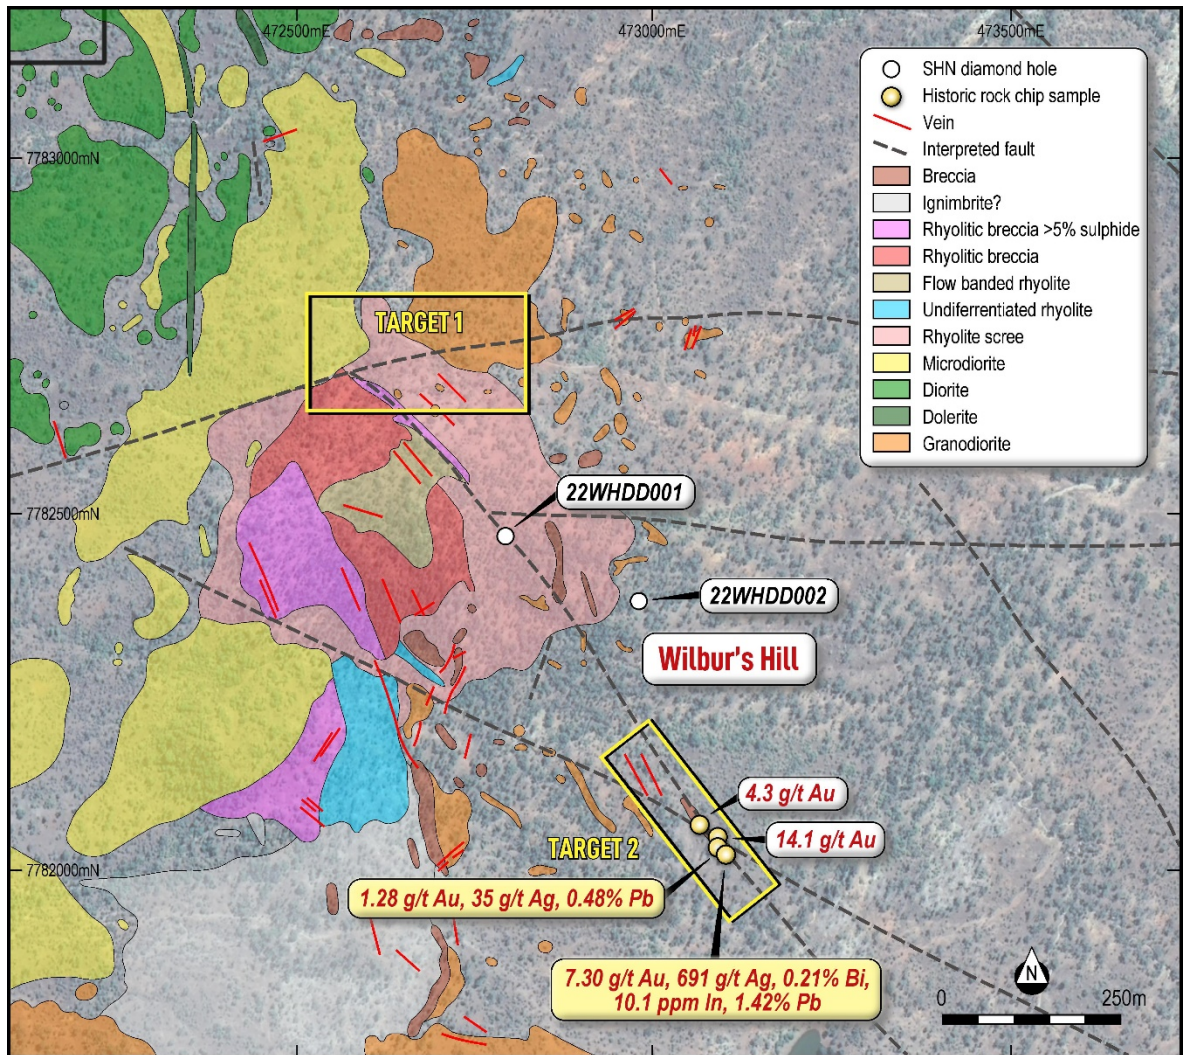 472500mE
473000mE
473500mE
SHN diamond hole
Historic rock chip sample
Vein
Interpreted fault
Breccia
Ignimbrite?
Rhyolitic breccia >5% sulphide
Rhyolitic breccia
Flow banded rhyolite
Undiferrentiated rhyolite
Rhyolite scree
Microdiorite
Diorite
Dolerite
Granodiorite
7783000mN
TARGET 1
22WHDD001
7782500mN
22WHDD002
Wilbur's Hill
4.3 g/t Au
14.1 g/t Au
TARGET 2
7782000mN
1.28 g/t Au, 35 g/t Ag, 0.48% Pb
7.30 g/t Au, 691 g/t Ag, 0.21% Bi,
10.1 ppm In, 1.42% Pb
N
0 250m